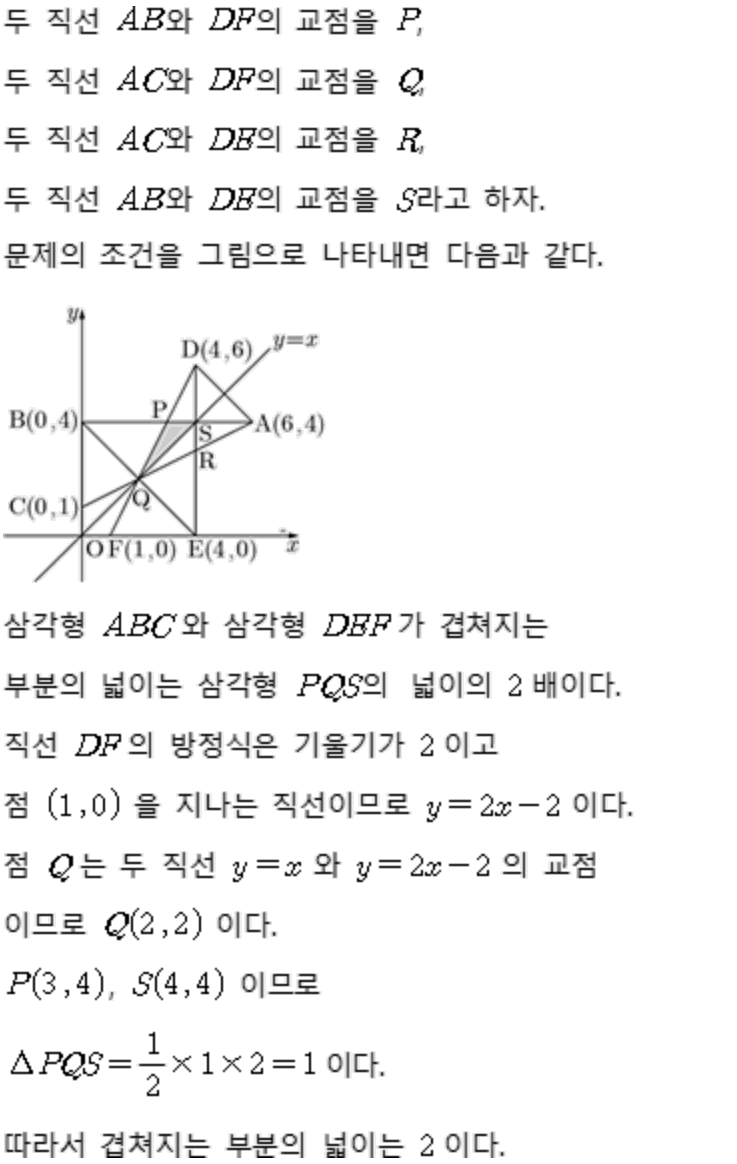 두 직선 AB와 DF의 교점을 P,
두 직선 AC와 DF의 교점을 Q,
두 직선 AC와 DE의 교점을 R,
두 직선 AB와 DE의 교점을 S라고 하자.
문제의 조건을 그림으로 나타내면 다음과 같다.
y
D(4,6) y=x
B(0,4) P S A(6,4)
R
C(0,1) Q
O F(1,0) E(4,0) x
삼각형 ABC와 삼각형 DEF가 겹쳐지는
부분의 넓이는 삼각형 PQS의 넓이의 2배이다.
직선 DF의 방정식은 기울기가 2이고
점 (1,0)을 지나는 직선이므로 y=2x-2이다.
점 Q는 두 직선 y=x와 y=2x-2의 교점
이므로 Q(2,2)이다.
P(3,4), S(4,4)이므로
△PQS=1/2×1×2=1이다.
따라서 겹쳐지는 부분의 넓이는 2이다.